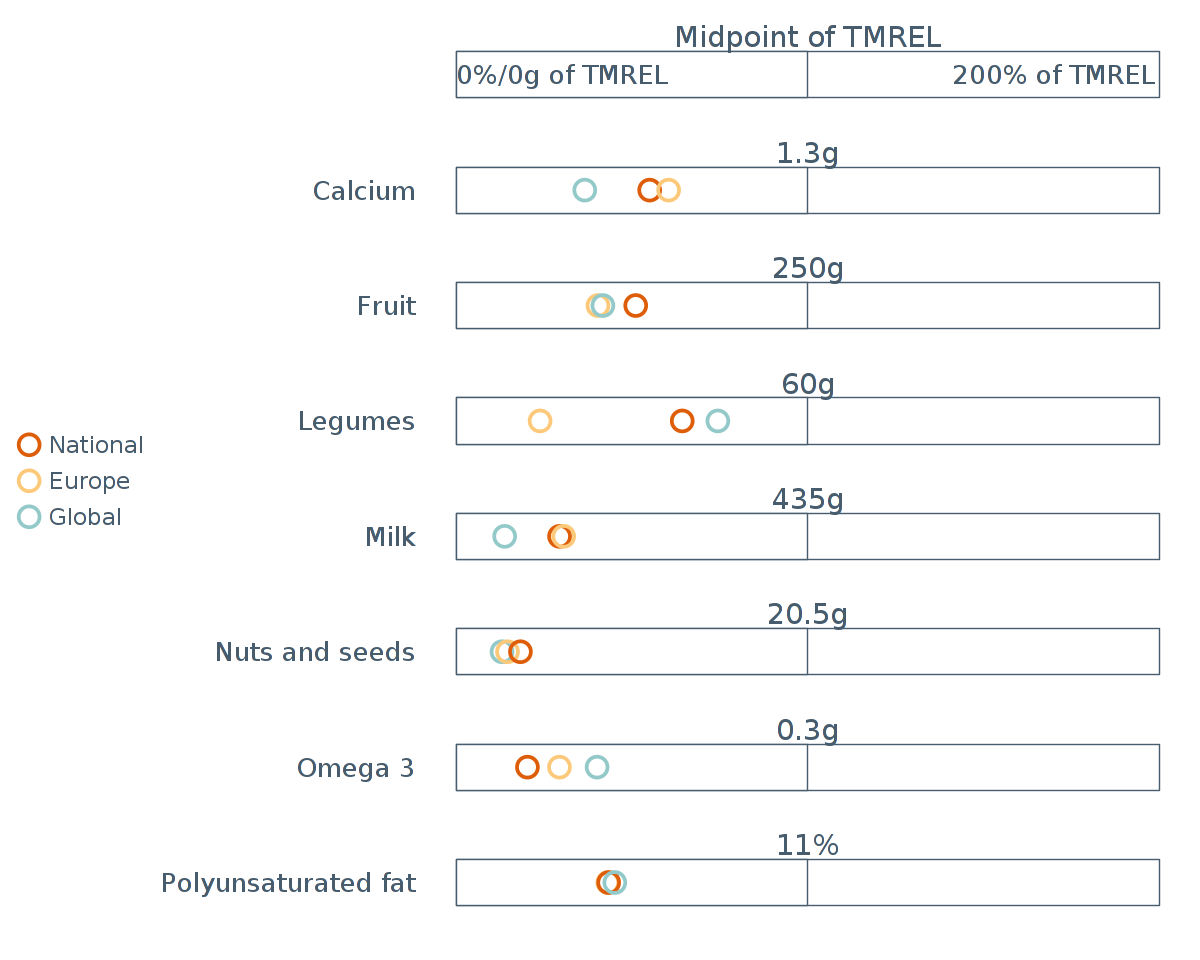 Midpoint of TMREL
0%/0g of TMREL 200% of TMREL
1.3g
Calcium
250g
Fruit
60g
Legumes
National
Europe
Global
435g
Milk
20.5g
Nuts and seeds
0.3g
Omega 3
11%
Polyunsaturated fat